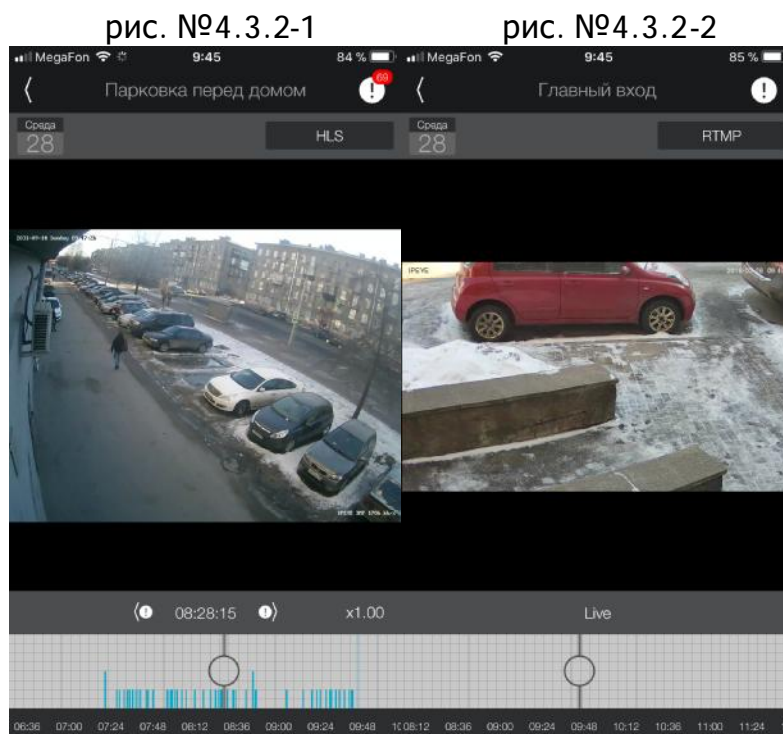 рис. №4.3.2-1
рис. №4.3.2-2
MegaFon 9:45 84 %
MegaFon 9:45 85 %
Парковка перед домом 69
Главный вход
Среда
28
HLS
Среда
28
RTMP
IPEYE
08:28:15 x1.00
Live
06:36 07:00 07:24 07:48 08:12 08:36 09:00 09:24 09:48
08:12 08:36 09:00 09:24 09:48 10:12 10:36 11:00 11:24